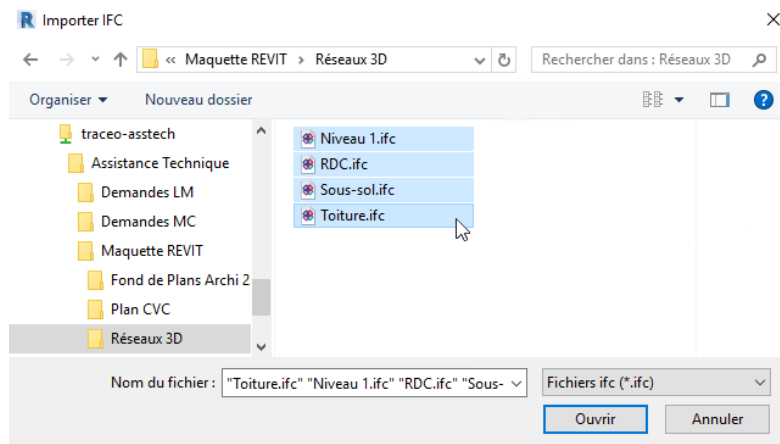 Importer IFC
« Maquette REVIT › Réseaux 3D
Rechercher dans : Réseaux 3D
Organiser
Nouveau dossier
traceo-asstech
Assistance Technique
Demandes LM
Demandes MC
Maquette REVIT
Fond de Plans Archi 2
Plan CVC
Réseaux 3D
Niveau 1.ifc
RDC.ifc
Sous-sol.ifc
Toiture.ifc
Nom du fichier : "Toiture.ifc" "Niveau 1.ifc" "RDC.ifc" "Sous-
Fichiers ifc (*.ifc)
Ouvrir
Annuler